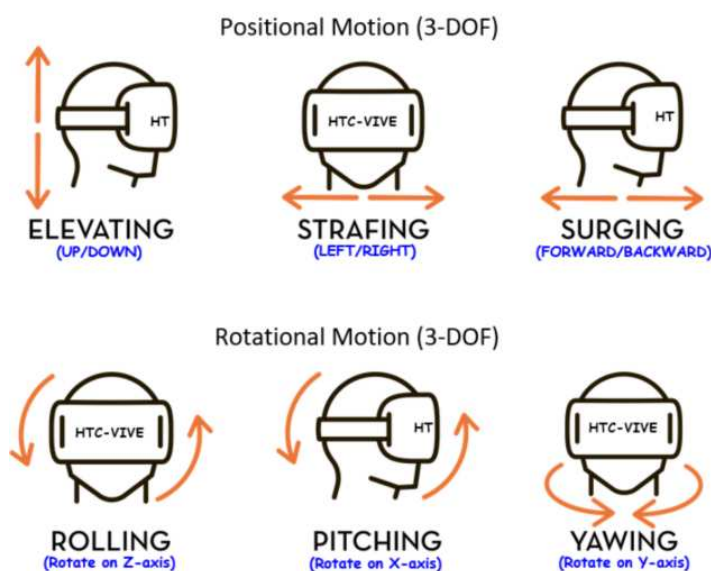 Positional Motion (3-DOF)
HT
HTC-VIVE
HT
ELEVATING
(UP/DOWN)
STRAFING
(LEFT/RIGHT)
SURGING
(FORWARD/BACKWARD)
Rotational Motion (3-DOF)
HTC-VIVE
HT
HTC-VIVE
ROLLING
(Rotate on Z-axis)
PITCHING
(Rotate on X-axis)
YAWING
(Rotate on Y-axis)